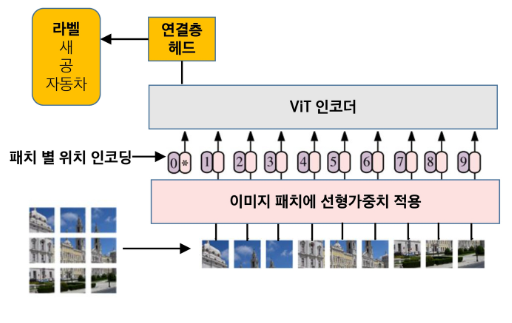 라벨
새
공
자동차
연결층
헤드
ViT 인코더
패치 별 위치 인코딩
0 * 1 2 3 4 5 6 7 8 9
이미지 패치에 선형가중치 적용